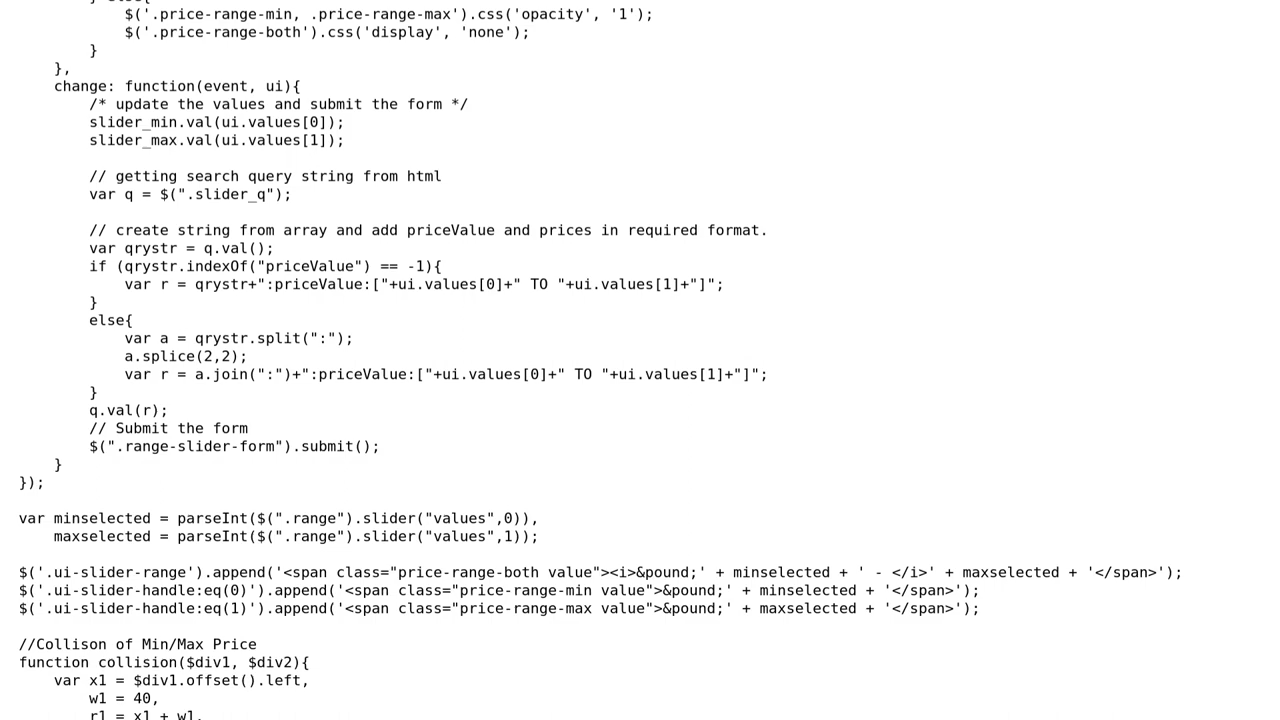 } else{
$('.price-range-min, .price-range-max').css('opacity', '1');
$('.price-range-both').css('display', 'none');
}
},
change: function(event, ui){
/* update the values and submit the form */
slider_min.val(ui.values[0]);
slider_max.val(ui.values[1]);
// getting search query string from html
var q = $(".slider_q");
// create string from array and add priceValue and prices in required format.
var qrystr = q.val();
if (qrystr.indexOf("priceValue") == -1){
var r = qrystr+":priceValue:["+ui.values[0]+" TO "+ui.values[1]+"]";
}
else{
var a = qrystr.split(":");
a.splice(2,2);
var r = a.join(":")+":priceValue:["+ui.values[0]+" TO "+ui.values[1]+"]";
}
q.val(r);
// Submit the form
$(".range-slider-form").submit();
}
});
var minselected = parseInt($(".range").slider("values",0)),
maxselected = parseInt($(".range").slider("values",1));
$('.ui-slider-range').append('<span class="price-range-both value"><i>&pound;' + minselected + ' - </i>' + maxselected + '</span>');
$('.ui-slider-handle:eq(0)').append('<span class="price-range-min value">&pound;' + minselected + '</span>');
$('.ui-slider-handle:eq(1)').append('<span class="price-range-max value">&pound;' + maxselected + '</span>');
//Collison of Min/Max Price
function collision($div1, $div2){
var x1 = $div1.offset().left,
w1 = 40,
r1 = x1 + w1,